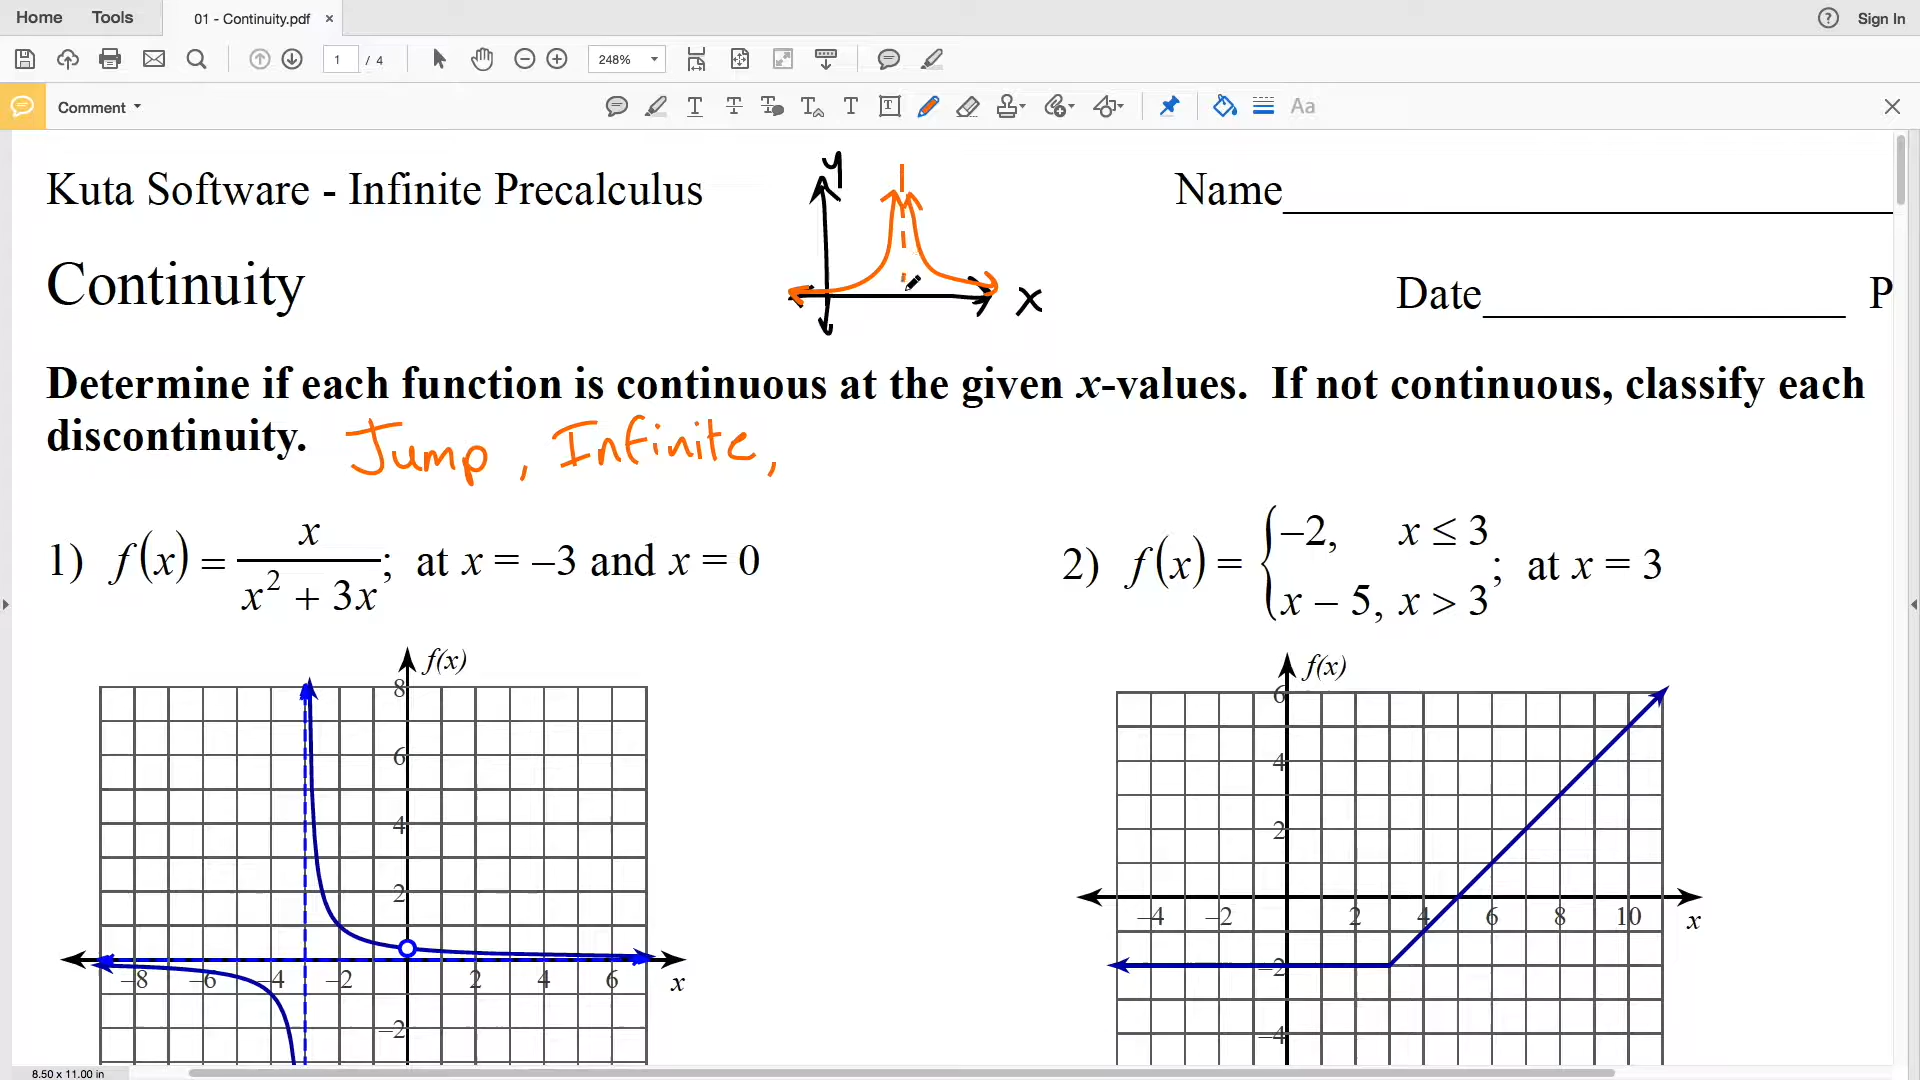 Home Tools 01 - Continuity.pdf × ? Sign In
1 / 4 248%
Comment T T T T T T Aa
Kuta Software - Infinite Precalculus
y
Name
Continuity
x
Date P
Determine if each function is continuous at the given x-values. If not continuous, classify each
discontinuity. Jump, Infinite,
1) f(x) = x / (x² + 3x); at x = –3 and x = 0
2) f(x) = { –2, x ≤ 3
x – 5, x > 3 ; at x = 3
f(x)
8
6
4
2
–8 –6 –4 –2 2 4 6 x
–2
f(x)
6
4
2
–4 –2 2 4 6 8 10 x
–2
–4
8.50 x 11.00 in